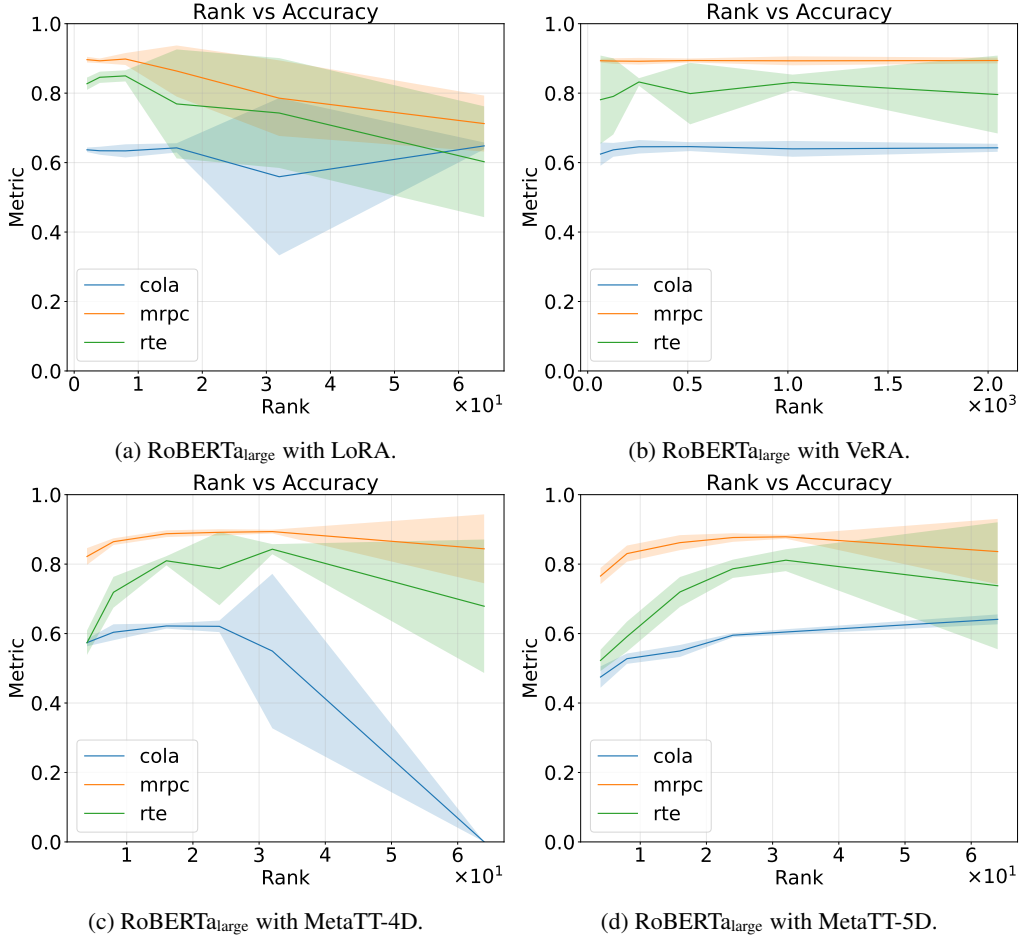 Rank vs Accuracy
Metric
1.0
0.8
0.6
0.4
0.2
0.0
cola
mrpc
rte
0 1 2 3 4 5 6
Rank
×10¹
(a) RoBERTa_large with LoRA.
Rank vs Accuracy
Metric
1.0
0.8
0.6
0.4
0.2
0.0
cola
mrpc
rte
0.0 0.5 1.0 1.5 2.0
Rank
×10³
(b) RoBERTa_large with VeRA.
Rank vs Accuracy
Metric
1.0
0.8
0.6
0.4
0.2
0.0
cola
mrpc
rte
1 2 3 4 5 6
Rank
×10¹
(c) RoBERTa_large with MetaTT-4D.
Rank vs Accuracy
Metric
1.0
0.8
0.6
0.4
0.2
0.0
cola
mrpc
rte
1 2 3 4 5 6
Rank
×10¹
(d) RoBERTa_large with MetaTT-5D.